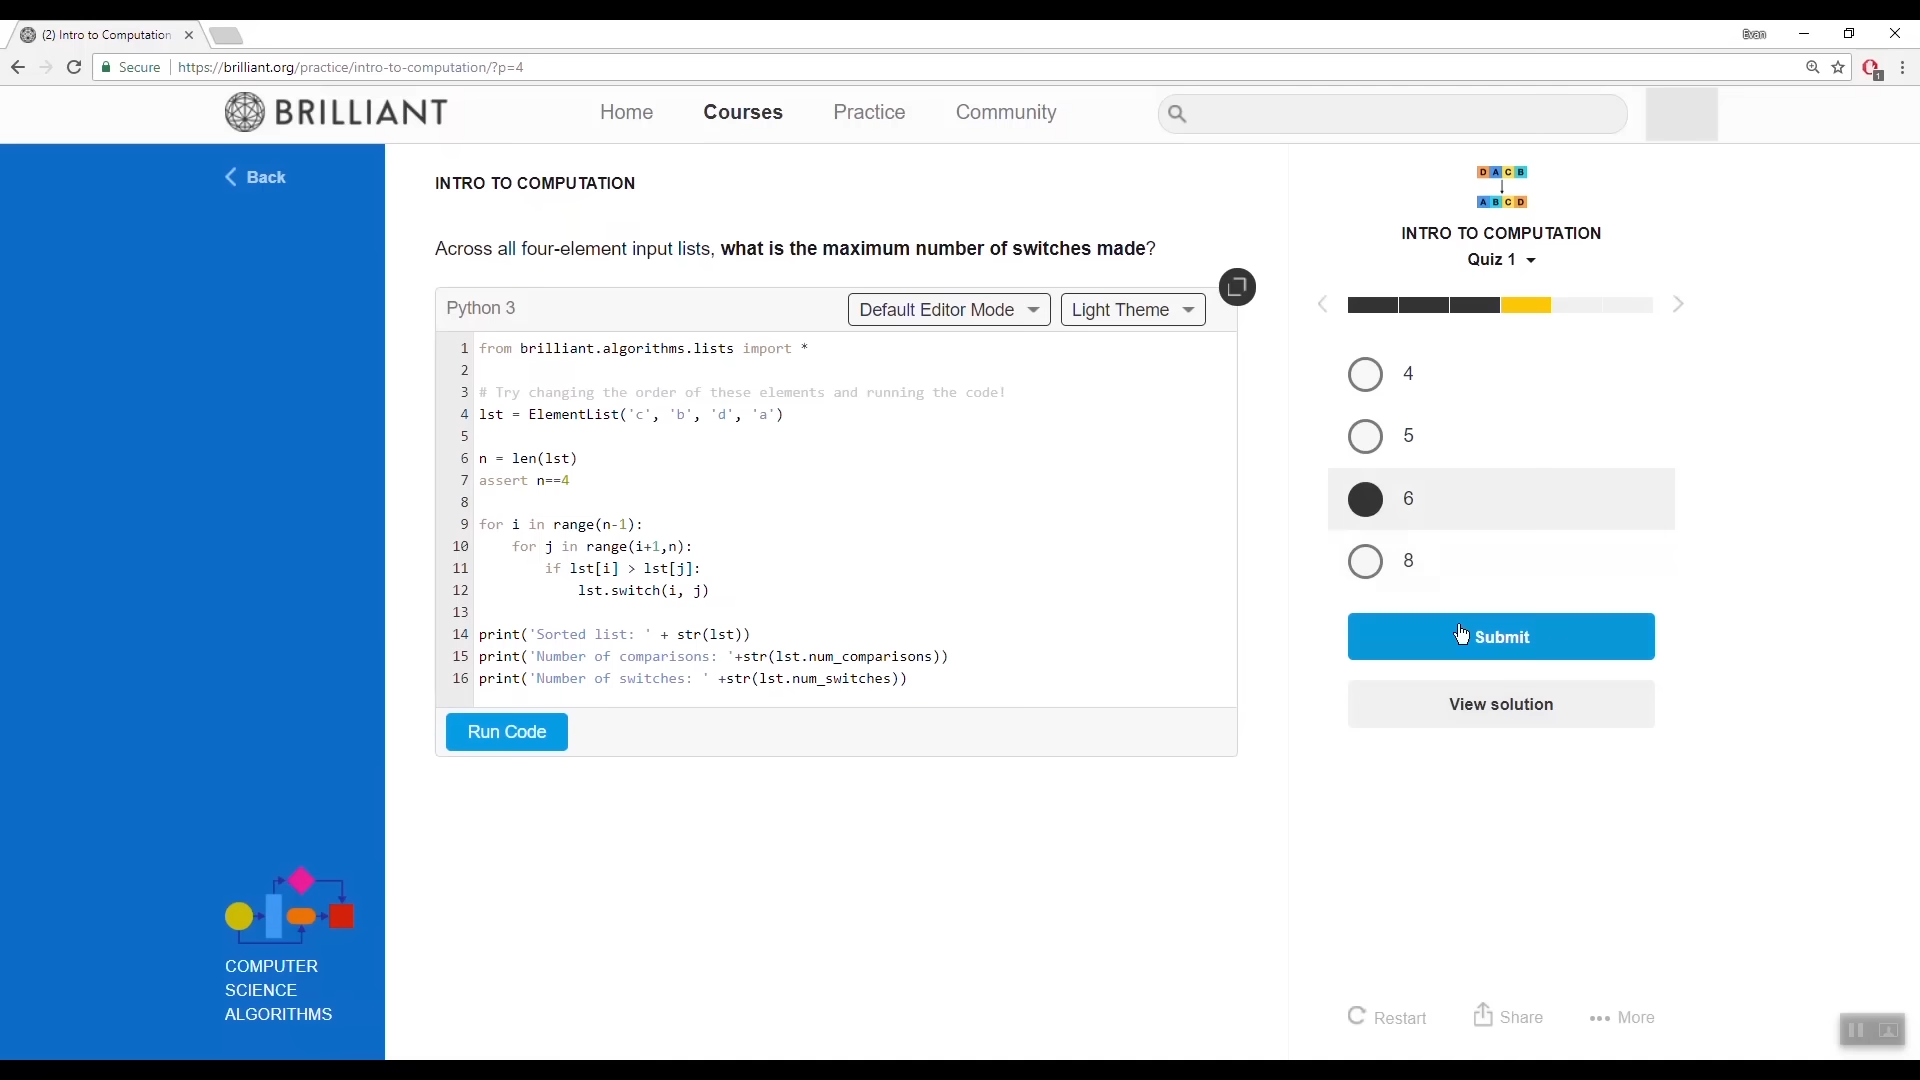 (2) Intro to Computation
Evan
Secure
https://brilliant.org/practice/intro-to-computation/?p=4
1
BRILLIANT
Home
Courses
Practice
Community
Back
INTRO TO COMPUTATION
Across all four-element input lists, what is the maximum number of switches made?
Python 3
Default Editor Mode
Light Theme
1 from brilliant.algorithms.lists import *
2
3 # Try changing the order of these elements and running the code!
4 lst = ElementList('c', 'b', 'd', 'a')
5
6 n = len(lst)
7 assert n==4
8
9 for i in range(n-1):
10     for j in range(i+1,n):
11         if lst[i] > lst[j]:
12             lst.switch(i, j)
13
14 print('Sorted list: ' + str(lst))
15 print('Number of comparisons: '+str(lst.num_comparisons))
16 print('Number of switches: ' +str(lst.num_switches))
Run Code
D A C B
A B C D
INTRO TO COMPUTATION
Quiz 1
4
5
6
8
Submit
View solution
Restart
Share
More
COMPUTER
SCIENCE
ALGORITHMS